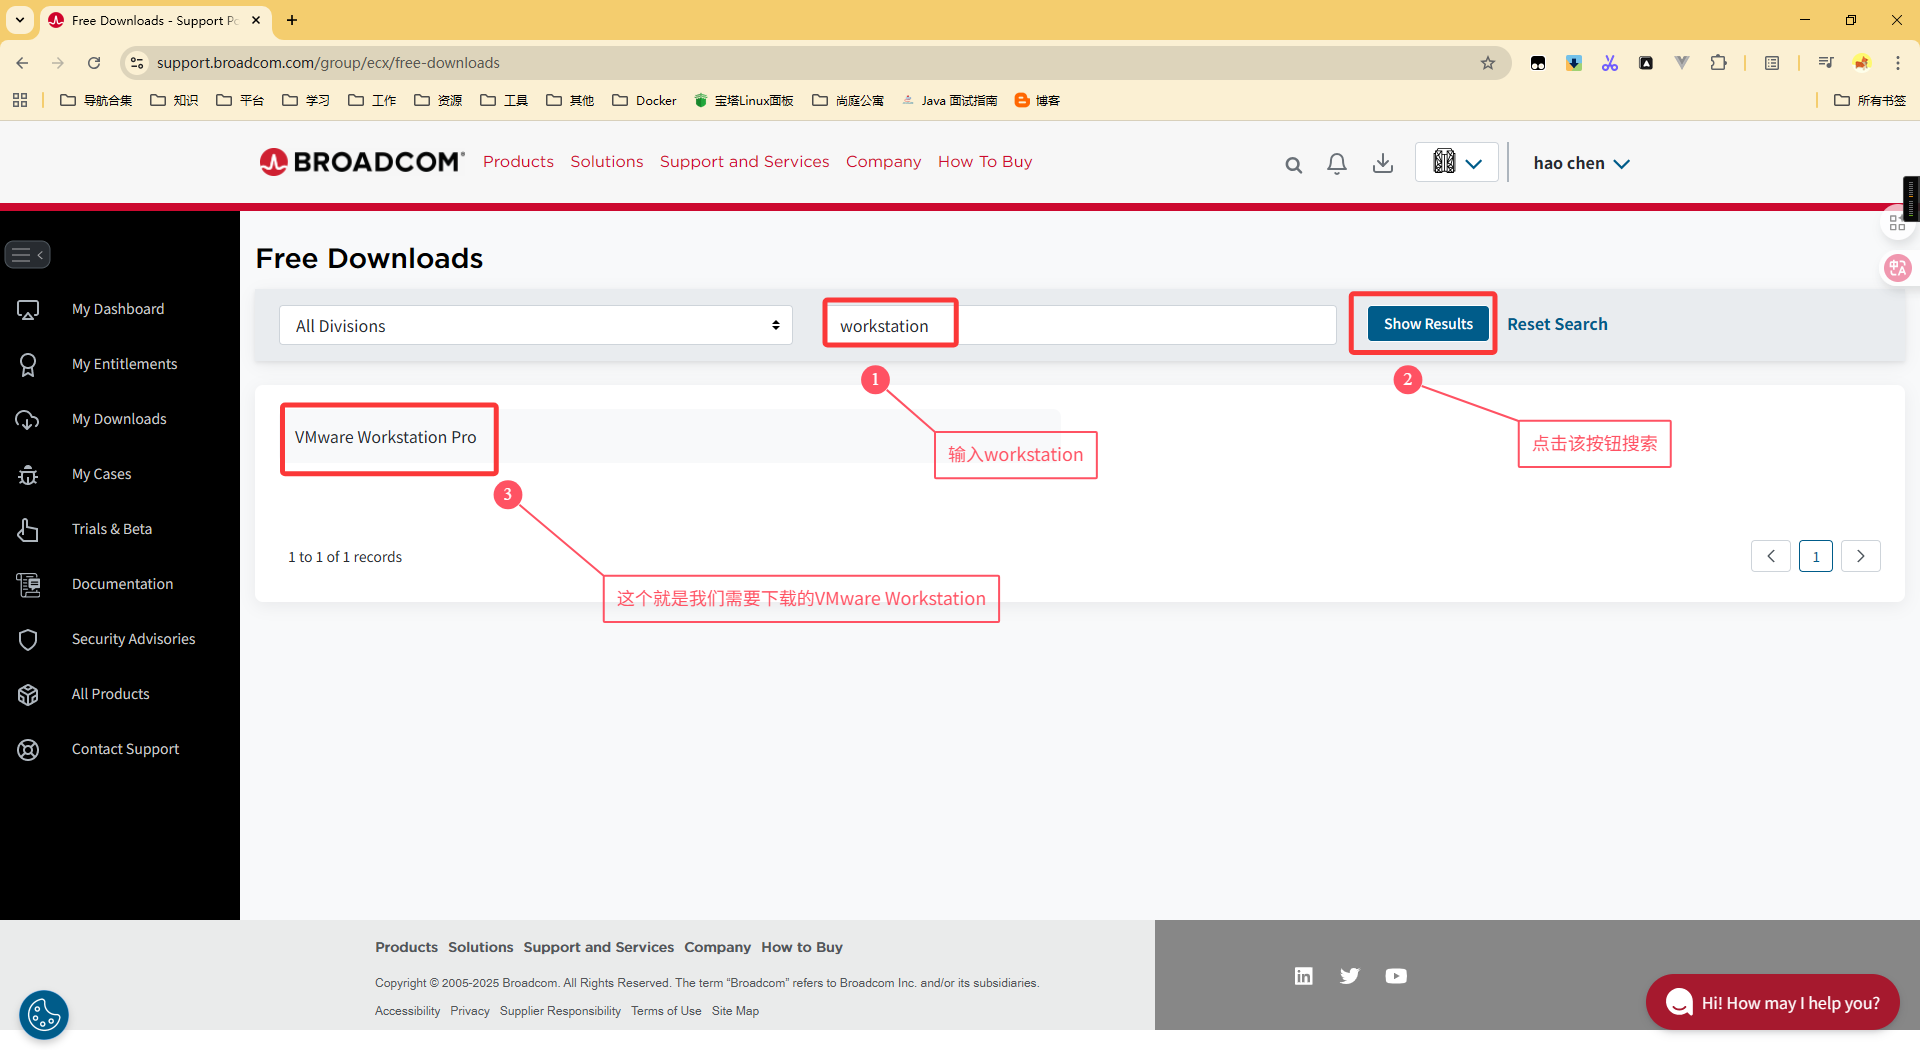 Free Downloads - Support Po
support.broadcom.com/group/ecx/free-downloads
导航合集 知识 平台 学习 工作 资源 工具 其他 Docker 宝塔Linux面板 尚庭公寓 Java 面试指南 博客 所有书签
BROADCOM Products Solutions Support and Services Company How To Buy hao chen
Free Downloads
All Divisions workstation Show Results Reset Search
1 2
VMware Workstation Pro
输入workstation 点击该按钮搜索
3
1 to 1 of 1 records 1
这个就是我们需要下载的VMware Workstation
My Dashboard
My Entitlements
My Downloads
My Cases
Trials & Beta
Documentation
Security Advisories
All Products
Contact Support
Products Solutions Support and Services Company How to Buy
Copyright © 2005-2025 Broadcom. All Rights Reserved. The term “Broadcom” refers to Broadcom Inc. and/or its subsidiaries.
Accessibility Privacy Supplier Responsibility Terms of Use Site Map
Hi! How may I help you?